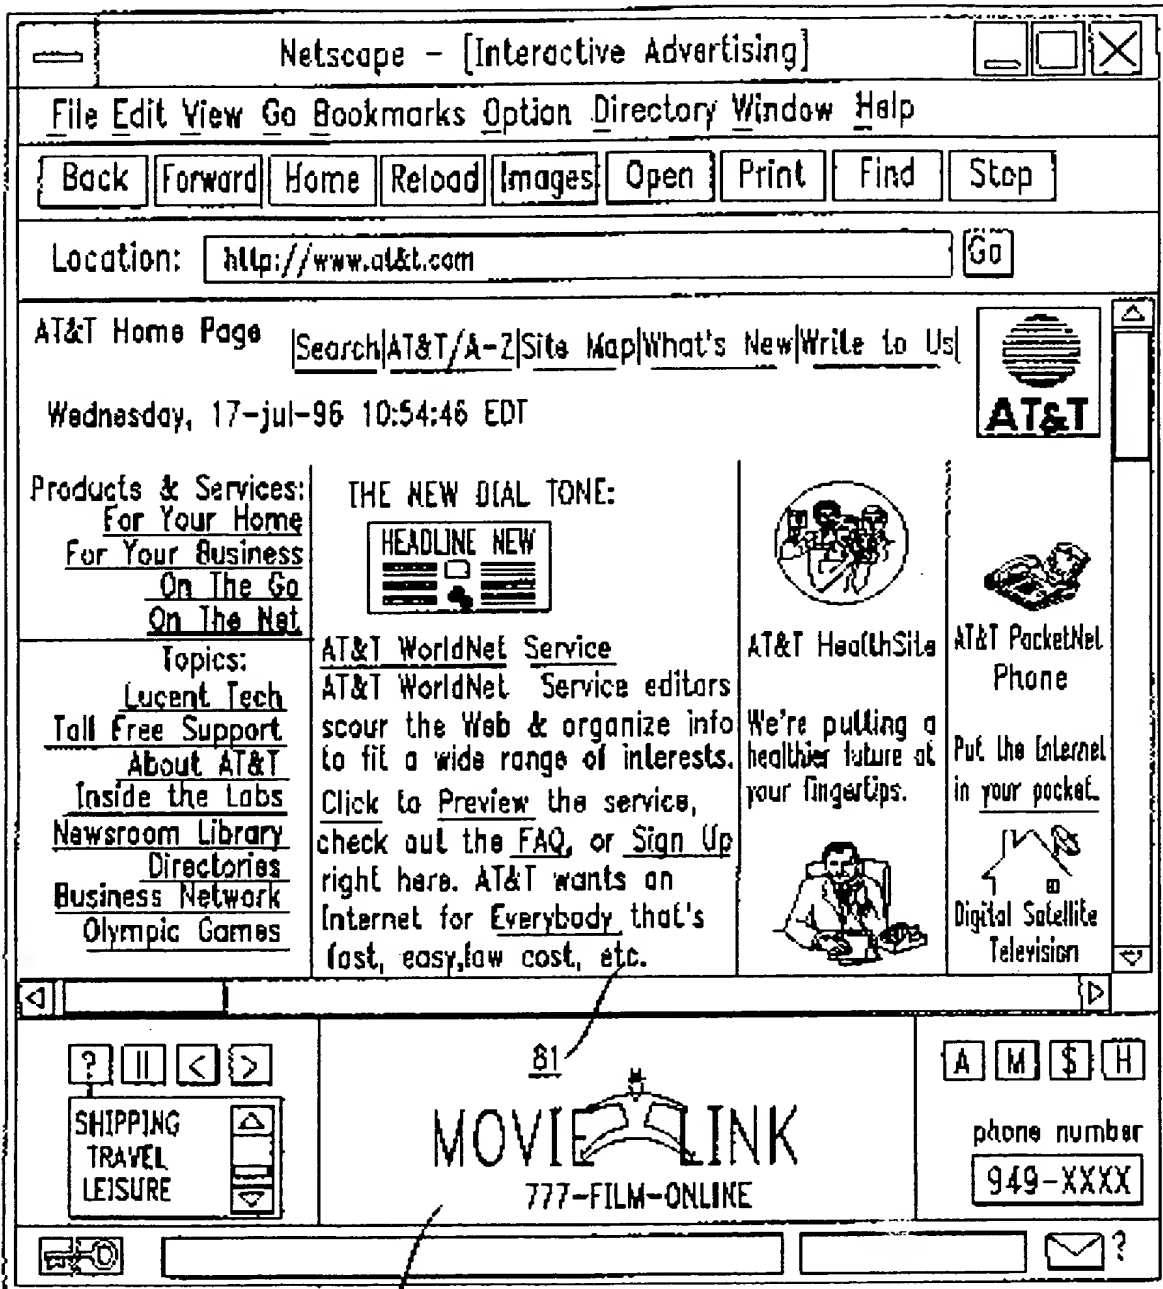 Netscape - [Interactive Advertising]
File Edit View Go Bookmarks Option Directory Window Help
Back Forward Home Reload Images Open Print Find Stop
Location: http://www.at&t.com Go
AT&T Home Page
Search|AT&T/A-Z|Site Map|What's New|Write to Us|
AT&T
Wednesday, 17-jul-96 10:54:46 EDT
Products & Services:
For Your Home
For Your Business
On The Go
On The Net
Topics:
Lucent Tech
Toll Free Support
About AT&T
Inside the Labs
Newsroom Library
Directories
Business Network
Olympic Games
THE NEW DIAL TONE:
HEADLINE NEW
AT&T WorldNet Service
AT&T WorldNet Service editors
scour the Web & organize info
to fit a wide range of interests.
Click to Preview the service,
check out the FAQ, or Sign Up
right here. AT&T wants an
Internet for Everybody that's
fast, easy,low cost, etc.
AT&T HealthSite
We're putting a
healthier future at
your fingertips.
AT&T PocketNet
Phone
Put the Internet
in your pocket.
Digital Satellite
Television
? || < >
SHIPPING
TRAVEL
LEISURE
61
MOVIE LINK
777-FILM-ONLINE
A M $ H
phone number
949-XXXX
?